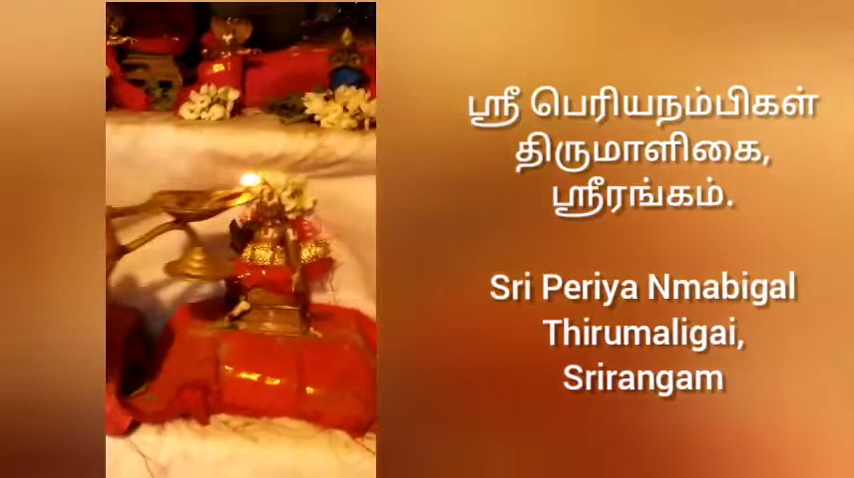 ஸ்ரீ பெரியநம்பிகள்
திருமாளிகை,
ஸ்ரீரங்கம்.
Sri Periya Nmabigal
Thirumaligai,
Srirangam